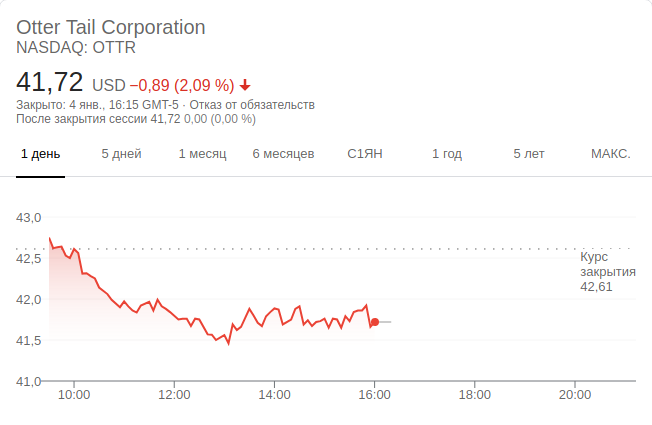 Otter Tail Corporation
NASDAQ: OTTR
41,72 USD −0,89 (2,09 %)
Закрыто: 4 янв., 16:15 GMT-5 · Отказ от обязательств
После закрытия сессии 41,72 0,00 (0,00 %)
1 день 5 дней 1 месяц 6 месяцев С1ЯН 1 год 5 лет МАКС.
43,0
42,5
42,0
41,5
41,0
Курс
закрытия
42,61
10:00 12:00 14:00 16:00 18:00 20:00